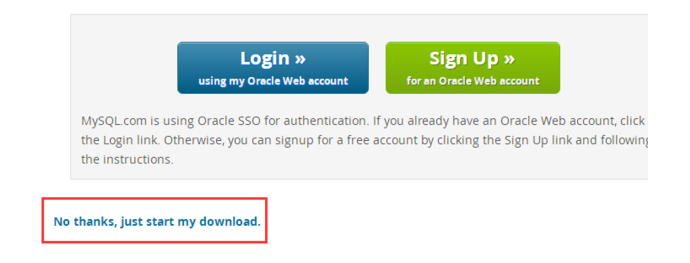 Login »
using my Oracle Web account
Sign Up »
for an Oracle Web account
MySQL.com is using Oracle SSO for authentication. If you already have an Oracle Web account, click
the Login link. Otherwise, you can signup for a free account by clicking the Sign Up link and following
the instructions.
No thanks, just start my download.